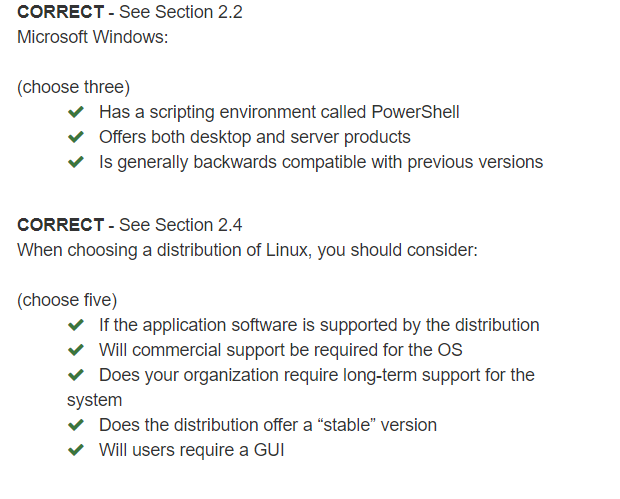 CORRECT - See Section 2.2
Microsoft Windows:
(choose three)
✔ Has a scripting environment called PowerShell
✔ Offers both desktop and server products
✔ Is generally backwards compatible with previous versions
CORRECT - See Section 2.4
When choosing a distribution of Linux, you should consider:
(choose five)
✔ If the application software is supported by the distribution
✔ Will commercial support be required for the OS
✔ Does your organization require long-term support for the
system
✔ Does the distribution offer a “stable” version
✔ Will users require a GUI